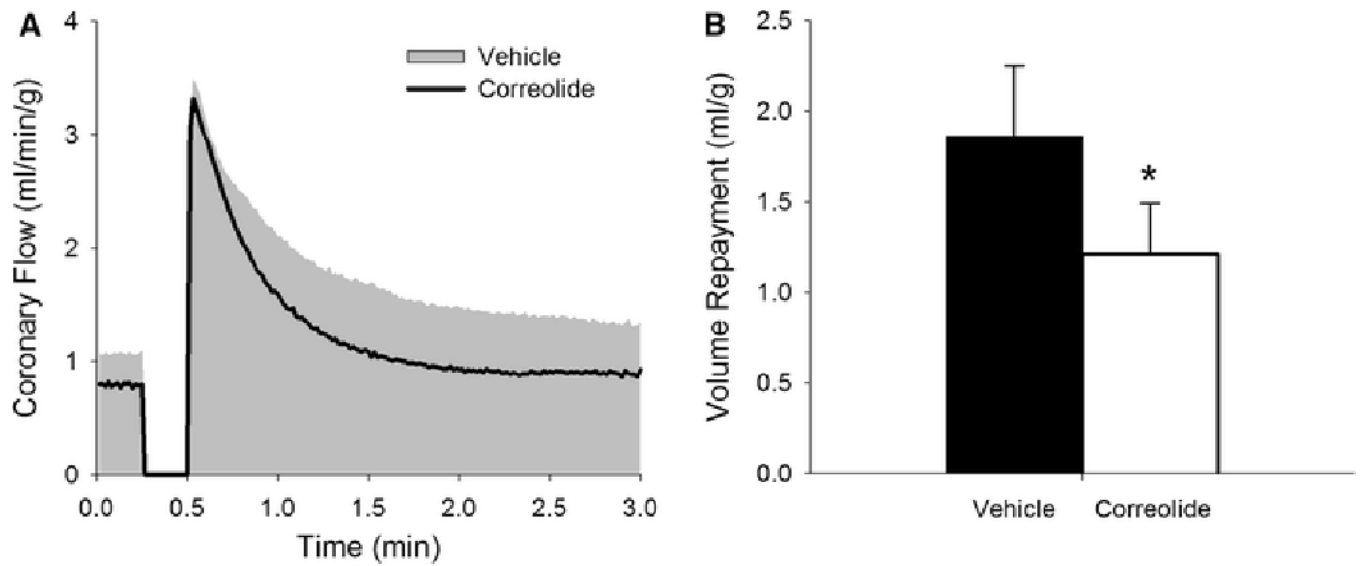 A
Coronary Flow (ml/min/g)
4
3
2
1
0
Vehicle
Correolide
0.0 0.5 1.0 1.5 2.0 2.5 3.0
Time (min)
B
Volume Repayment (ml/g)
2.5
2.0
1.5
1.0
0.5
0.0
*
Vehicle Correolide